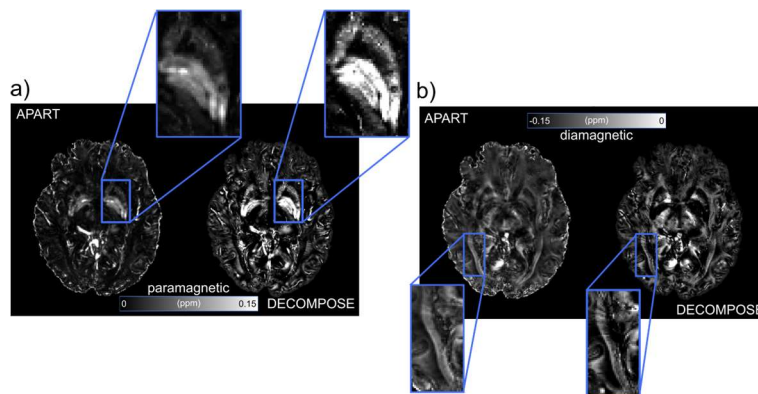 a)
APART
paramagnetic
0 (ppm) 0.15
DECOMPOSE
b)
APART
-0.15 (ppm) 0
diamagnetic
DECOMPOSE